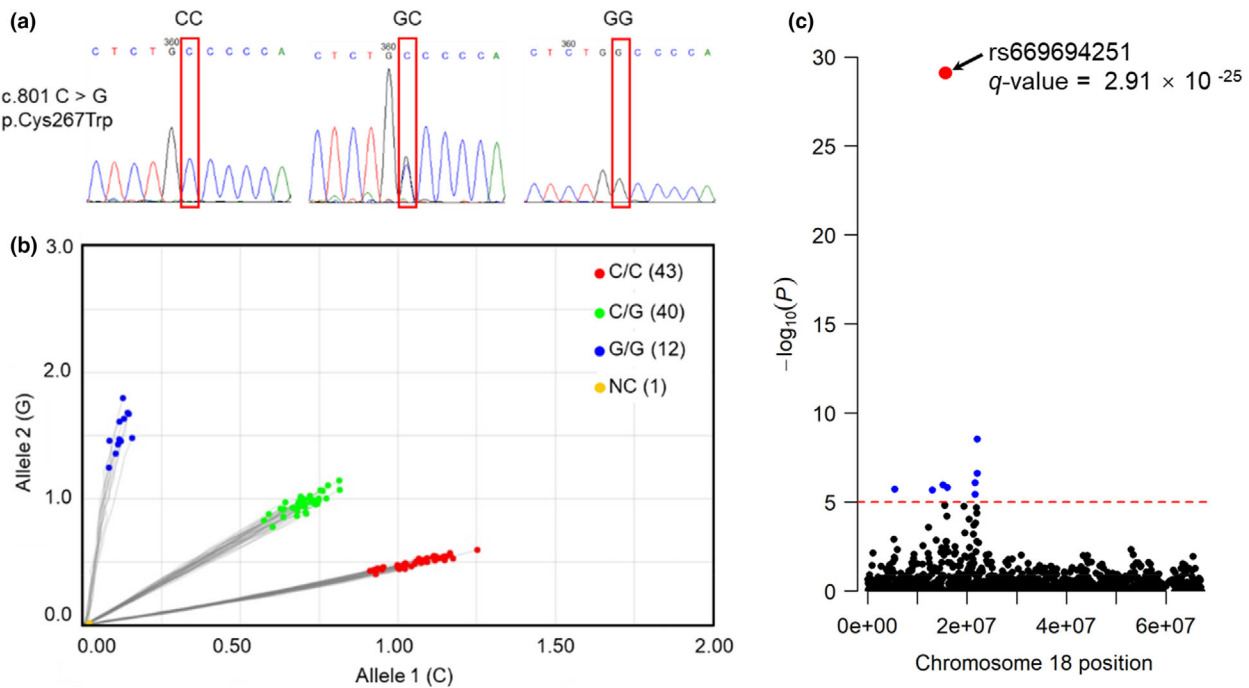 (a)
CC
GC
GG
360
C T C T G C C C C C A
360
C T C T G C C C C C A
360
C T C T G G C C C C A
c.801 C > G
p.Cys267Trp
(b)
3.0
2.0
1.0
0.0
Allele 2 (G)
C/C (43)
C/G (40)
G/G (12)
NC (1)
0.00 0.50 1.00 1.50 2.00
Allele 1 (C)
(c)
30
25
20
15
10
5
0
−log10(P)
rs669694251
q-value = 2.91 × 10 -25
0e+00 2e+07 4e+07 6e+07
Chromosome 18 position